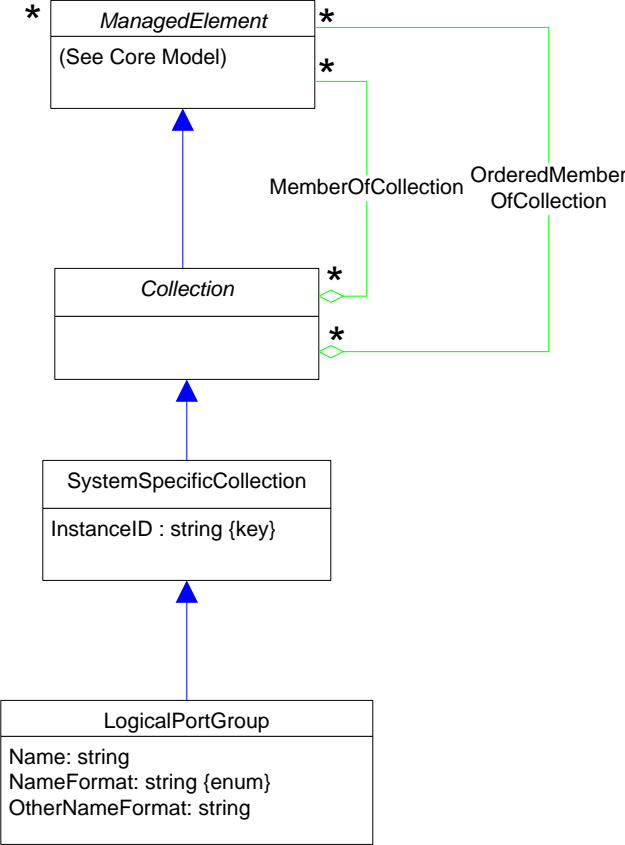 * ManagedElement *
(See Core Model)
*
MemberOfCollection
OrderedMember
OfCollection
Collection
*
*
SystemSpecificCollection
InstanceID : string {key}
LogicalPortGroup
Name: string
NameFormat: string {enum}
OtherNameFormat: string